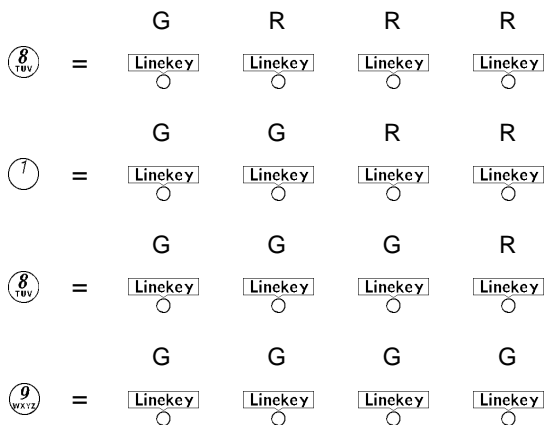 G R R R
8 TUV = Linekey Linekey Linekey Linekey
G G R R
1 = Linekey Linekey Linekey Linekey
G G G R
8 TUV = Linekey Linekey Linekey Linekey
G G G G
9 WXYZ = Linekey Linekey Linekey Linekey